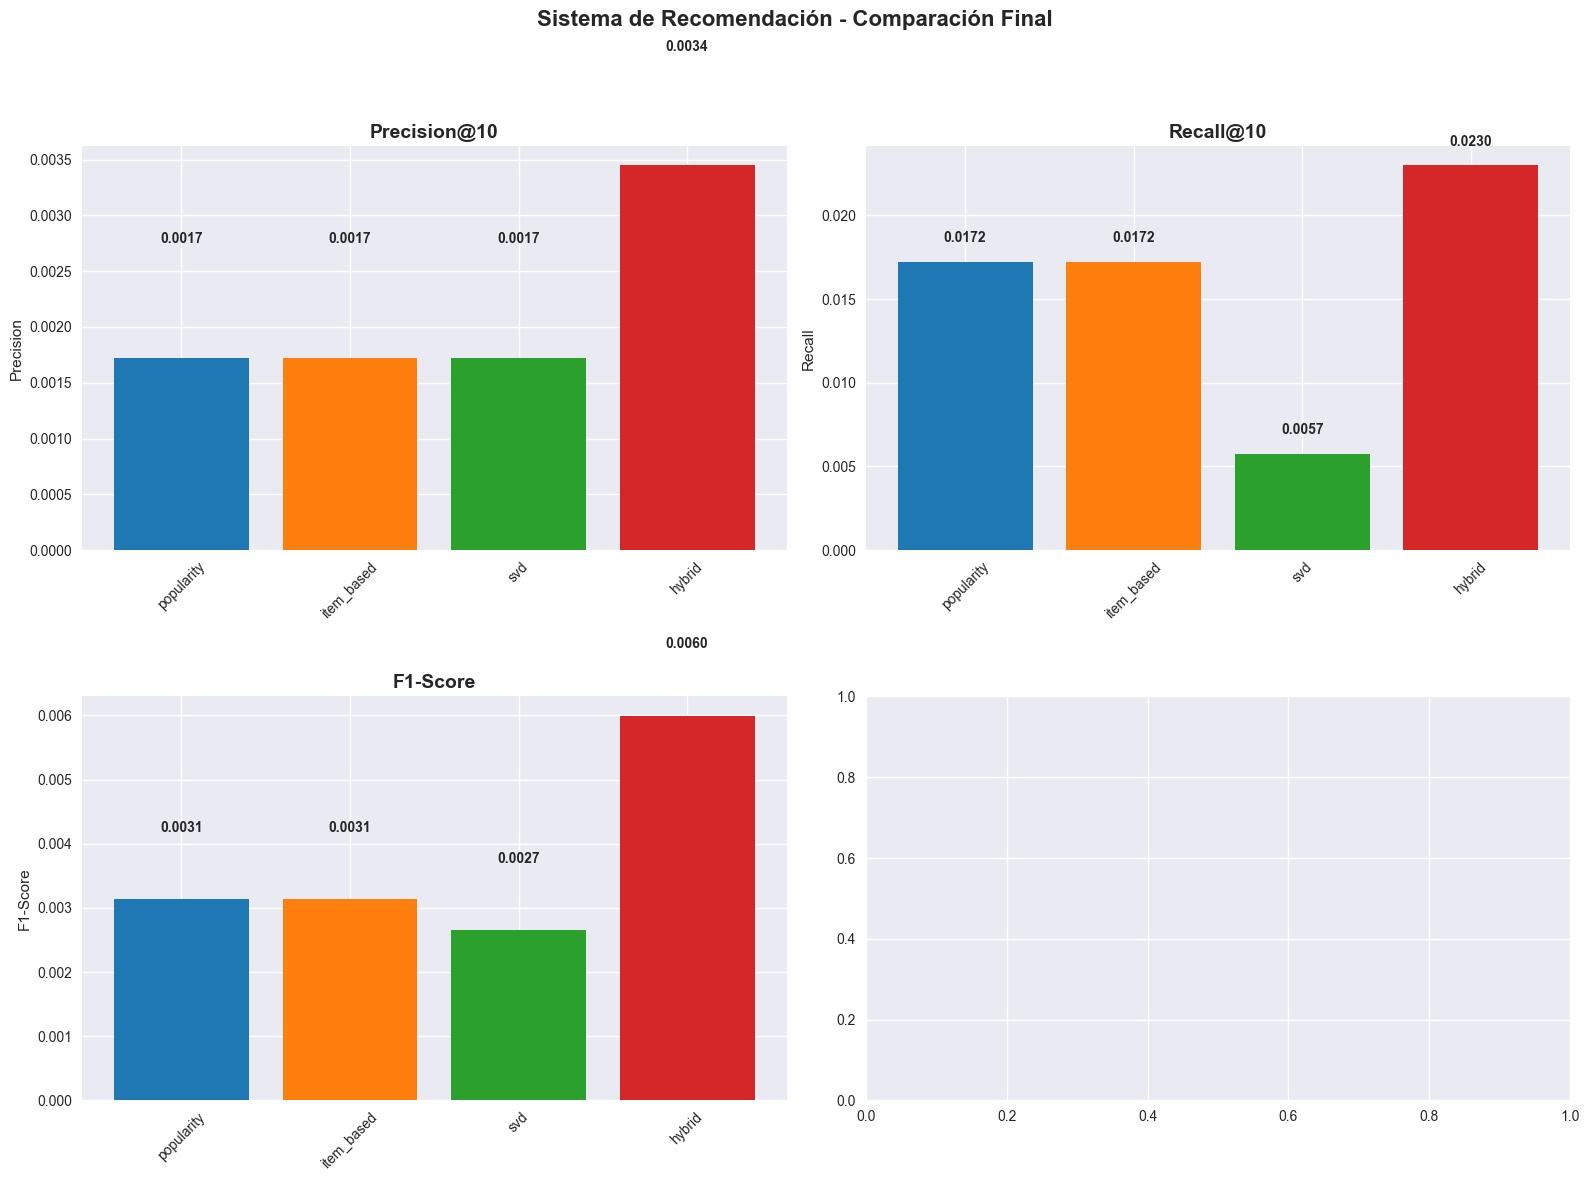 Sistema de Recomendación - Comparación Final
0.0034
Precision@10
0.0035
0.0030
0.0025
0.0020
0.0015
0.0010
0.0005
0.0000
Precision
0.0017
0.0017
0.0017
popularity
item_based
svd
hybrid
Recall@10
0.0230
0.020
0.015
0.010
0.005
0.000
Recall
0.0172
0.0172
0.0057
popularity
item_based
svd
hybrid
0.0060
F1-Score
0.006
0.005
0.004
0.003
0.002
0.001
0.000
F1-Score
0.0031
0.0031
0.0027
popularity
item_based
svd
hybrid
1.0
0.8
0.6
0.4
0.2
0.0
0.0
0.2
0.4
0.6
0.8
1.0